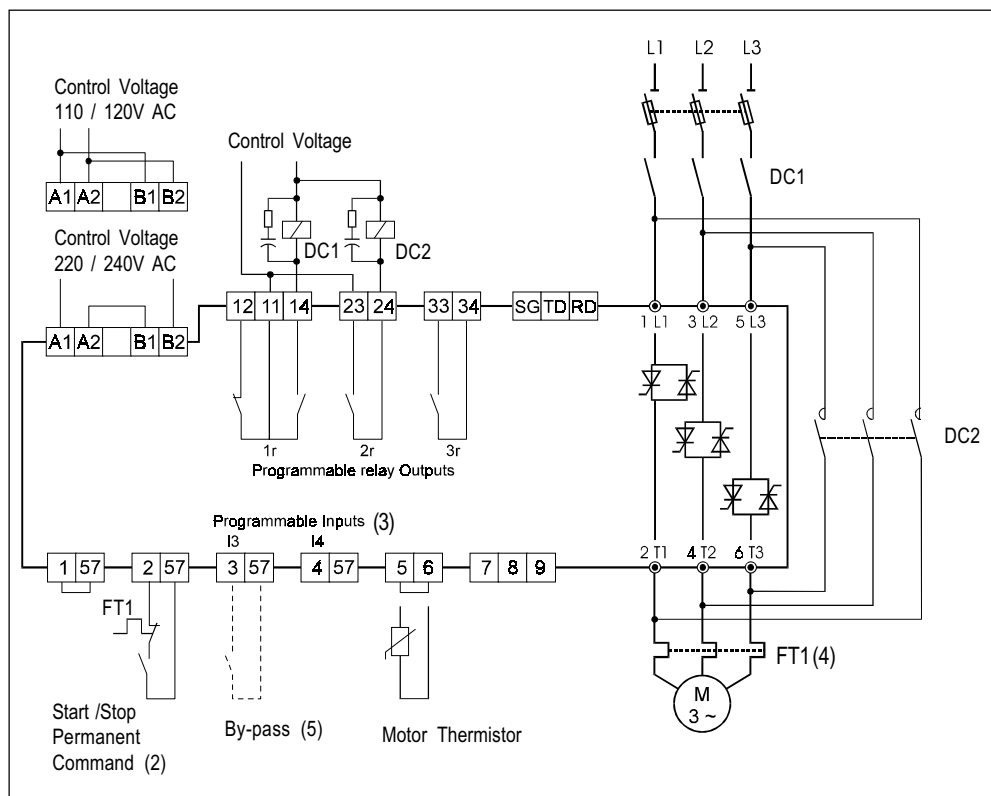 L1 L2 L3
Control Voltage
110 / 120V AC
A1 A2 B1 B2
Control Voltage
DC1
Control Voltage
220 / 240V AC
DC1 DC2
A1 A2 B1 B2
12 11 14 23 24 33 34 SG TD RD
1 L1 3 L2 5 L3
1r 2r 3r
Programmable relay Outputs
DC2
Programmable Inputs (3)
I3 I4
2 T1 4 T2 6 T3
1 57 2 57 3 57 4 57 5 6 7 8 9
FT1
FT1(4)
M
3 ~
Start /Stop
Permanent
Command (2)
By-pass (5)
Motor Thermistor